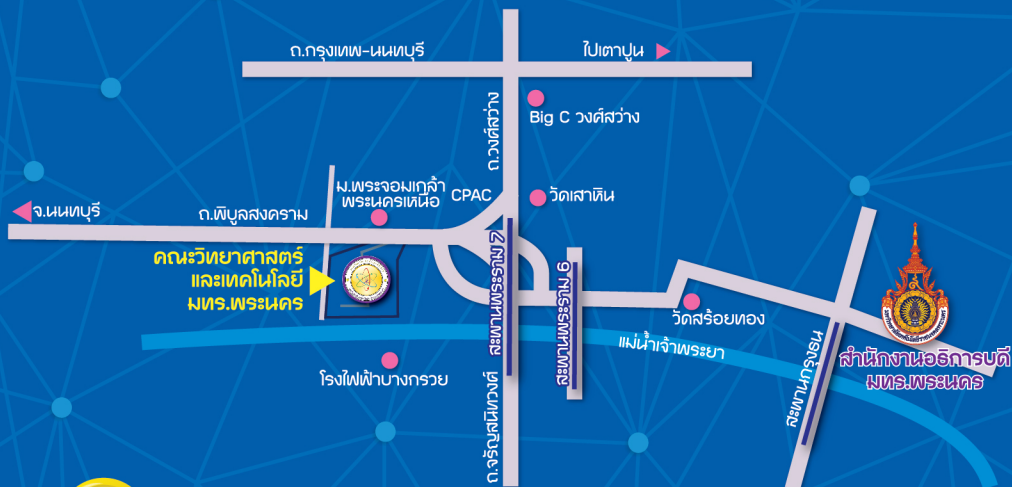 ถ.กรุงเทพ-นนทบุรี
ไปเตาปูน
ถ.วงศ์สว่าง
Big C วงศ์สว่าง
ม.พระจอมเกล้า
พระนครเหนือ
CPAC
วัดเสาหิน
จ.นนทบุรี
ถ.พิบูลสงคราม
คณะวิทยาศาสตร์
และเทคโนโลยี
มทร.พระนคร
สะพานพระราม 7
สะพานพระราม 6
วัดสร้อยทอง
แม่น้ำเจ้าพระยา
สะพานกรุงธน
สำนักงานอธิการบดี
มทร.พระนคร
โรงไฟฟ้าบางกรวย
ถ.จรัญสนิทวงศ์